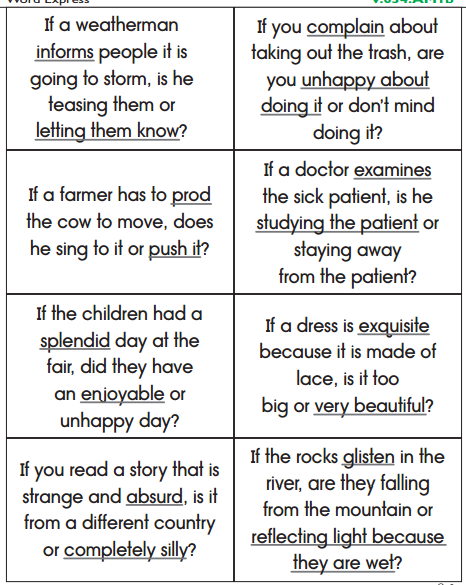 Word Express
V.034.AM1b
If a weatherman
informs people it is
going to storm, is he
teasing them or
letting them know?
If you complain about
taking out the trash, are
you unhappy about
doing it or don't mind
doing it?
If a farmer has to prod
the cow to move, does
he sing to it or push it?
If a doctor examines
the sick patient, is he
studying the patient or
staying away
from the patient?
If the children had a
splendid day at the
fair, did they have
an enjoyable or
unhappy day?
If a dress is exquisite
because it is made of
lace, is it too
big or very beautiful?
If you read a story that is
strange and absurd, is it
from a different country
or completely silly?
If the rocks glisten in the
river, are they falling
from the mountain or
reflecting light because
they are wet?